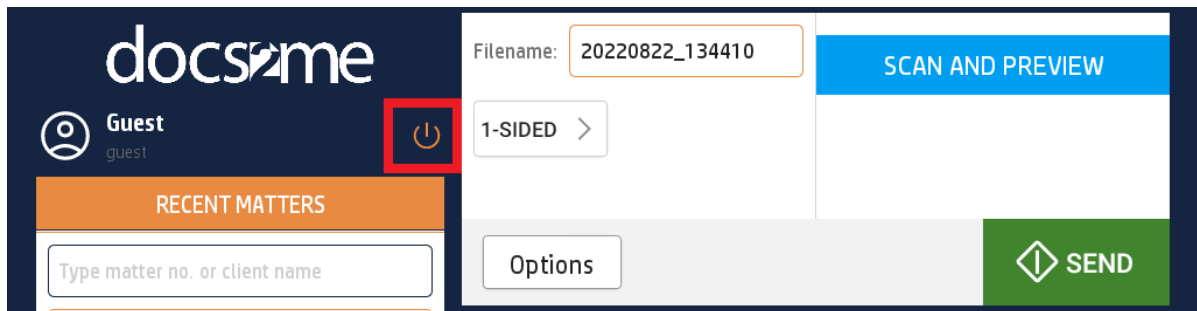 docs2me
Guest
guest
RECENT MATTERS
Type matter no. or client name
Filename: 20220822_134410
1-SIDED
Options
SCAN AND PREVIEW
SEND